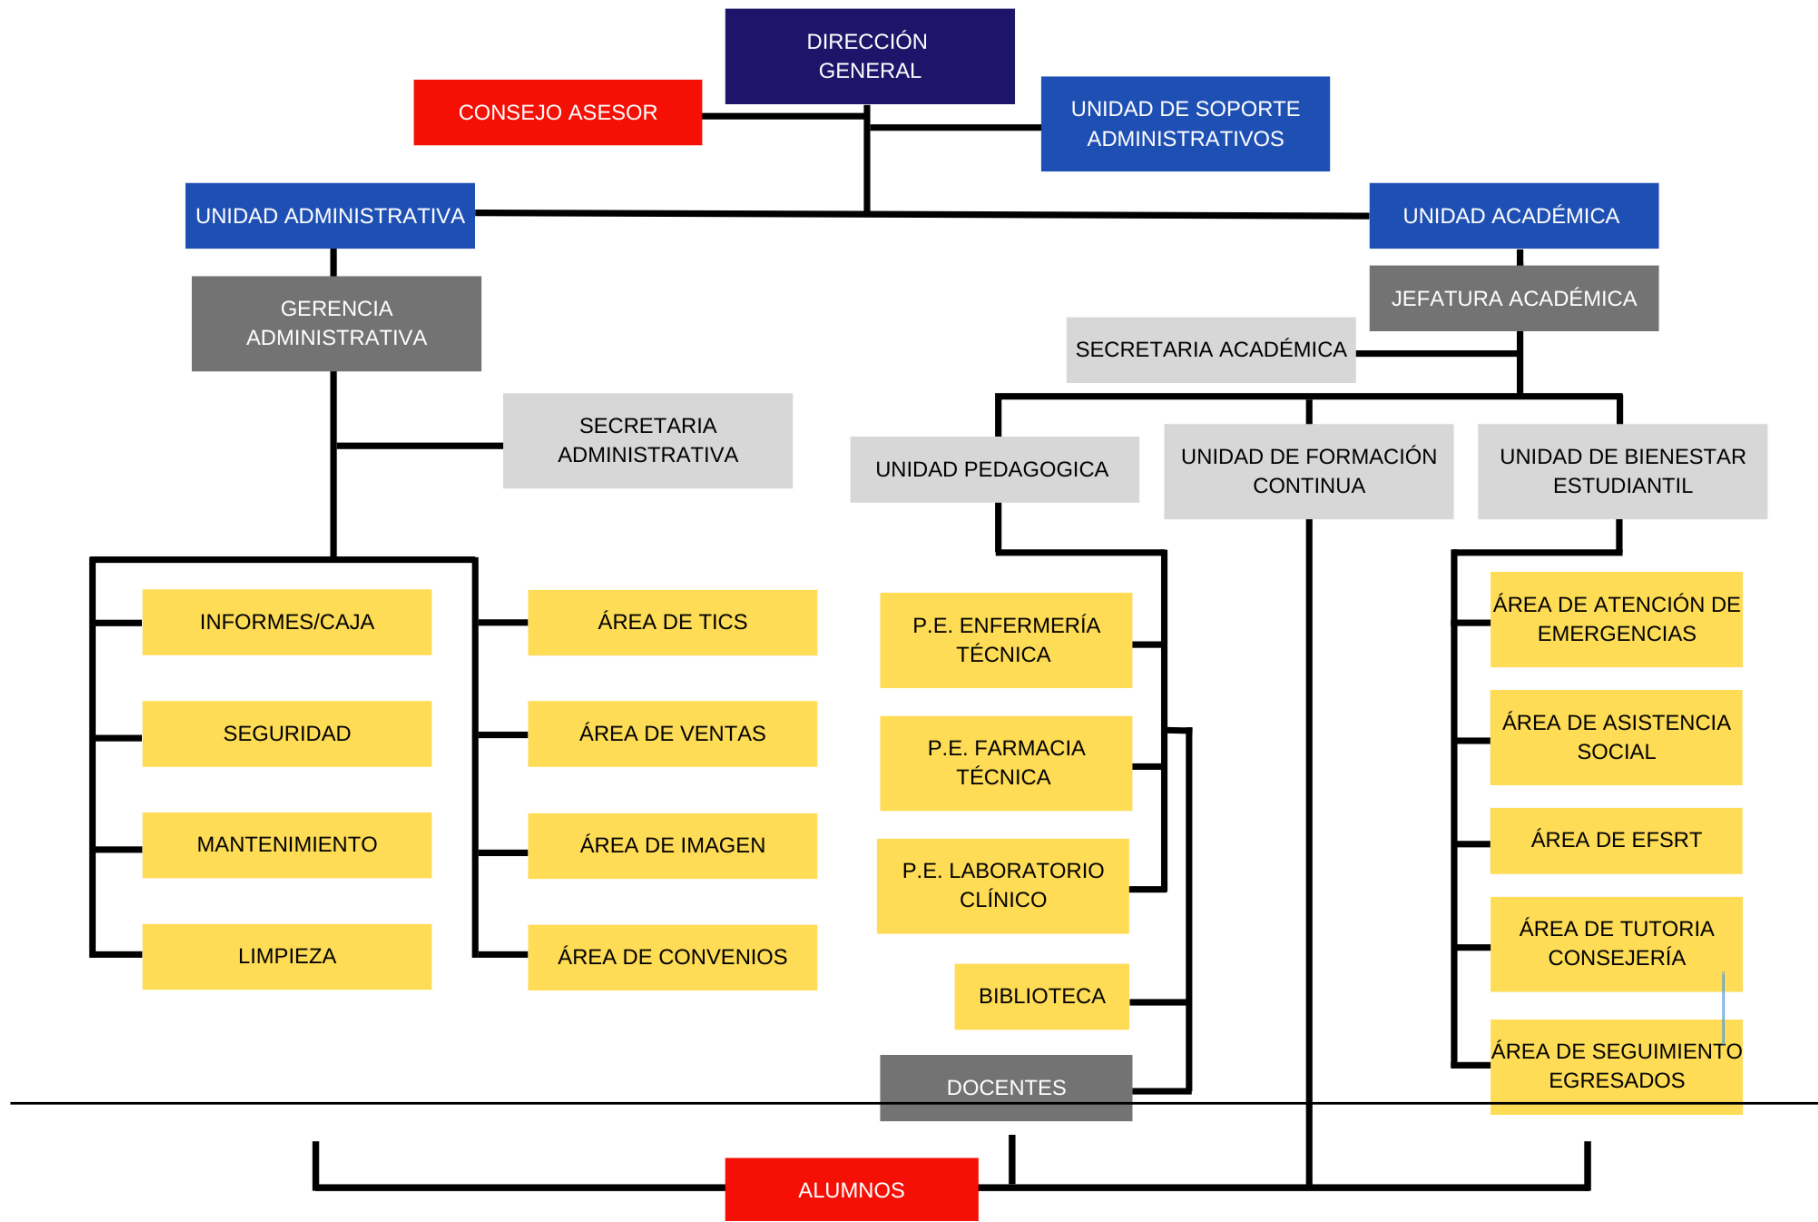 DIRECCIÓN
GENERAL
CONSEJO ASESOR
UNIDAD DE SOPORTE
ADMINISTRATIVOS
UNIDAD ADMINISTRATIVA
UNIDAD ACADÉMICA
GERENCIA
ADMINISTRATIVA
JEFATURA ACADÉMICA
SECRETARIA ACADÉMICA
SECRETARIA
ADMINISTRATIVA
UNIDAD PEDAGOGICA
UNIDAD DE FORMACIÓN
CONTINUA
UNIDAD DE BIENESTAR
ESTUDIANTIL
INFORMES/CAJA
SEGURIDAD
MANTENIMIENTO
LIMPIEZA
ÁREA DE TICS
ÁREA DE VENTAS
ÁREA DE IMAGEN
ÁREA DE CONVENIOS
P.E. ENFERMERÍA
TÉCNICA
P.E. FARMACIA
TÉCNICA
P.E. LABORATORIO
CLÍNICO
BIBLIOTECA
DOCENTES
ÁREA DE ATENCIÓN DE
EMERGENCIAS
ÁREA DE ASISTENCIA
SOCIAL
ÁREA DE EFSRT
ÁREA DE TUTORIA
CONSEJERÍA
ÁREA DE SEGUIMIENTO
EGRESADOS
ALUMNOS